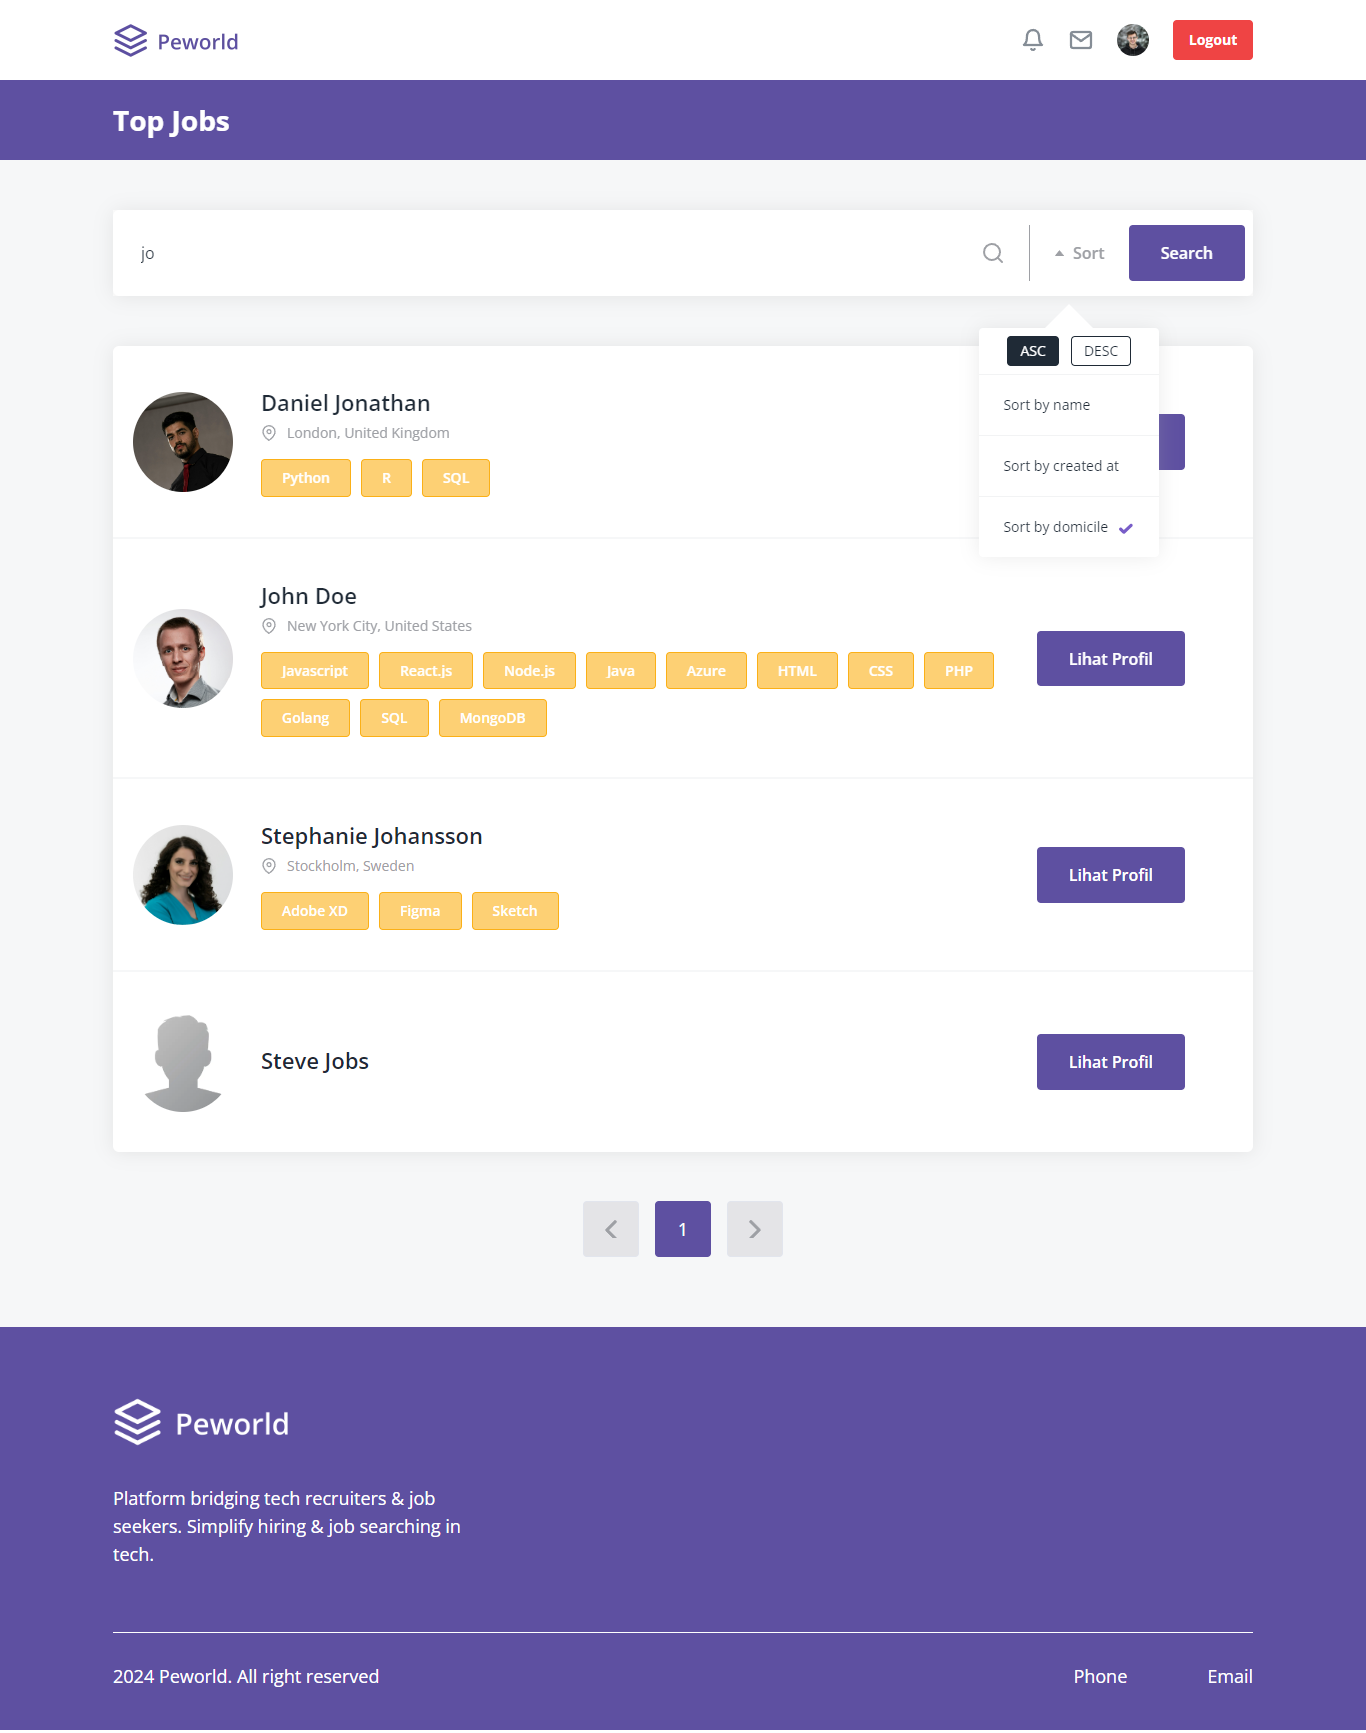 Peworld
Logout
Top Jobs
jo
Sort
Search
ASC
DESC
Sort by name
Sort by created at
Sort by domicile
Daniel Jonathan
London, United Kingdom
Python
R
SQL
John Doe
New York City, United States
Javascript
React.js
Node.js
Java
Azure
HTML
CSS
PHP
Golang
SQL
MongoDB
Lihat Profil
Stephanie Johansson
Stockholm, Sweden
Adobe XD
Figma
Sketch
Lihat Profil
Steve Jobs
Lihat Profil
1
Peworld
Platform bridging tech recruiters & job
seekers. Simplify hiring & job searching in
tech.
2024 Peworld. All right reserved
Phone
Email